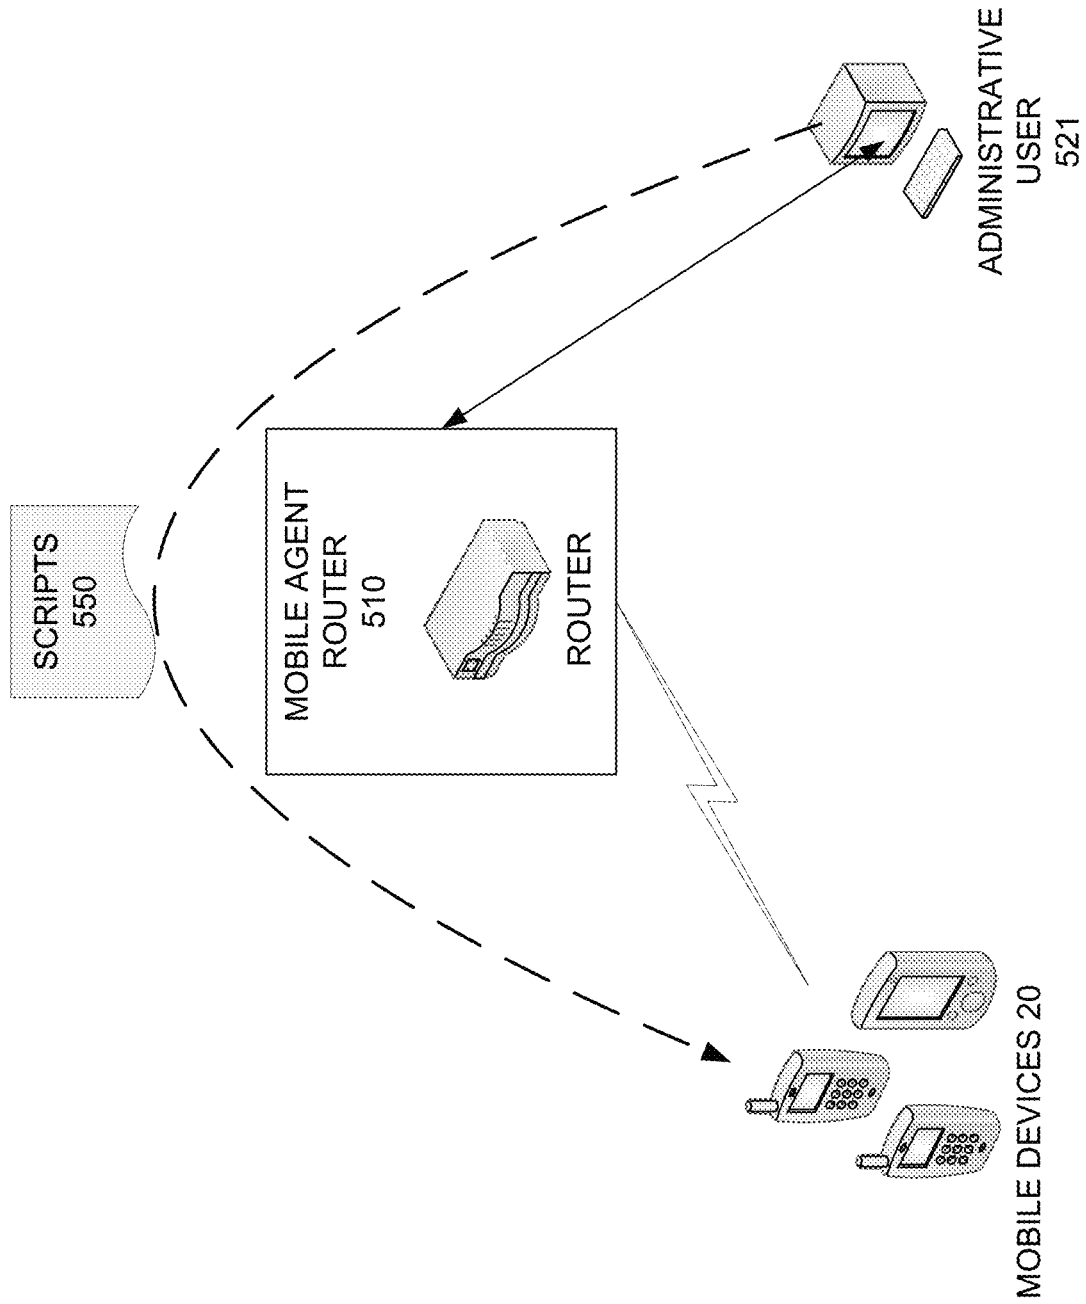 SCRIPTS
550
MOBILE AGENT
ROUTER
510
ROUTER
MOBILE DEVICES 20
ADMINISTRATIVE
USER
521